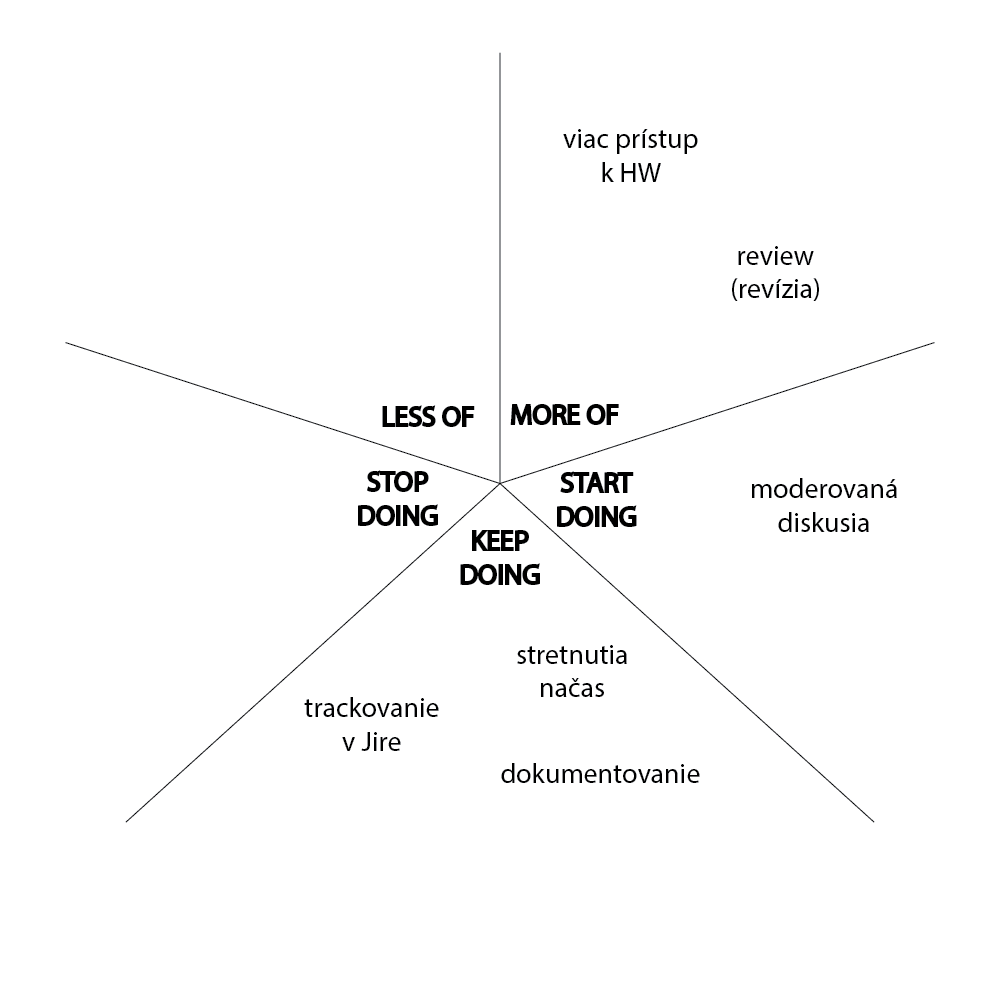 viac prístup
k HW
review
(revízia)
LESS OF
MORE OF
STOP
DOING
START
DOING
moderovaná
diskusia
KEEP
DOING
stretnutia
načas
trackovanie
v Jire
dokumentovanie